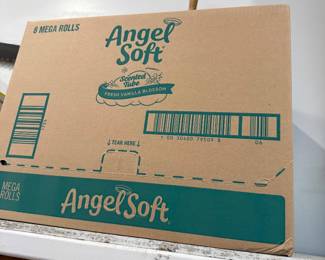 8 MEGA ROLLS
Angel
Soft
Scented
Tube
FRESH VANILLA BLOSSOM
TEAR HERE
MEGA
ROLLS
Angel Soft